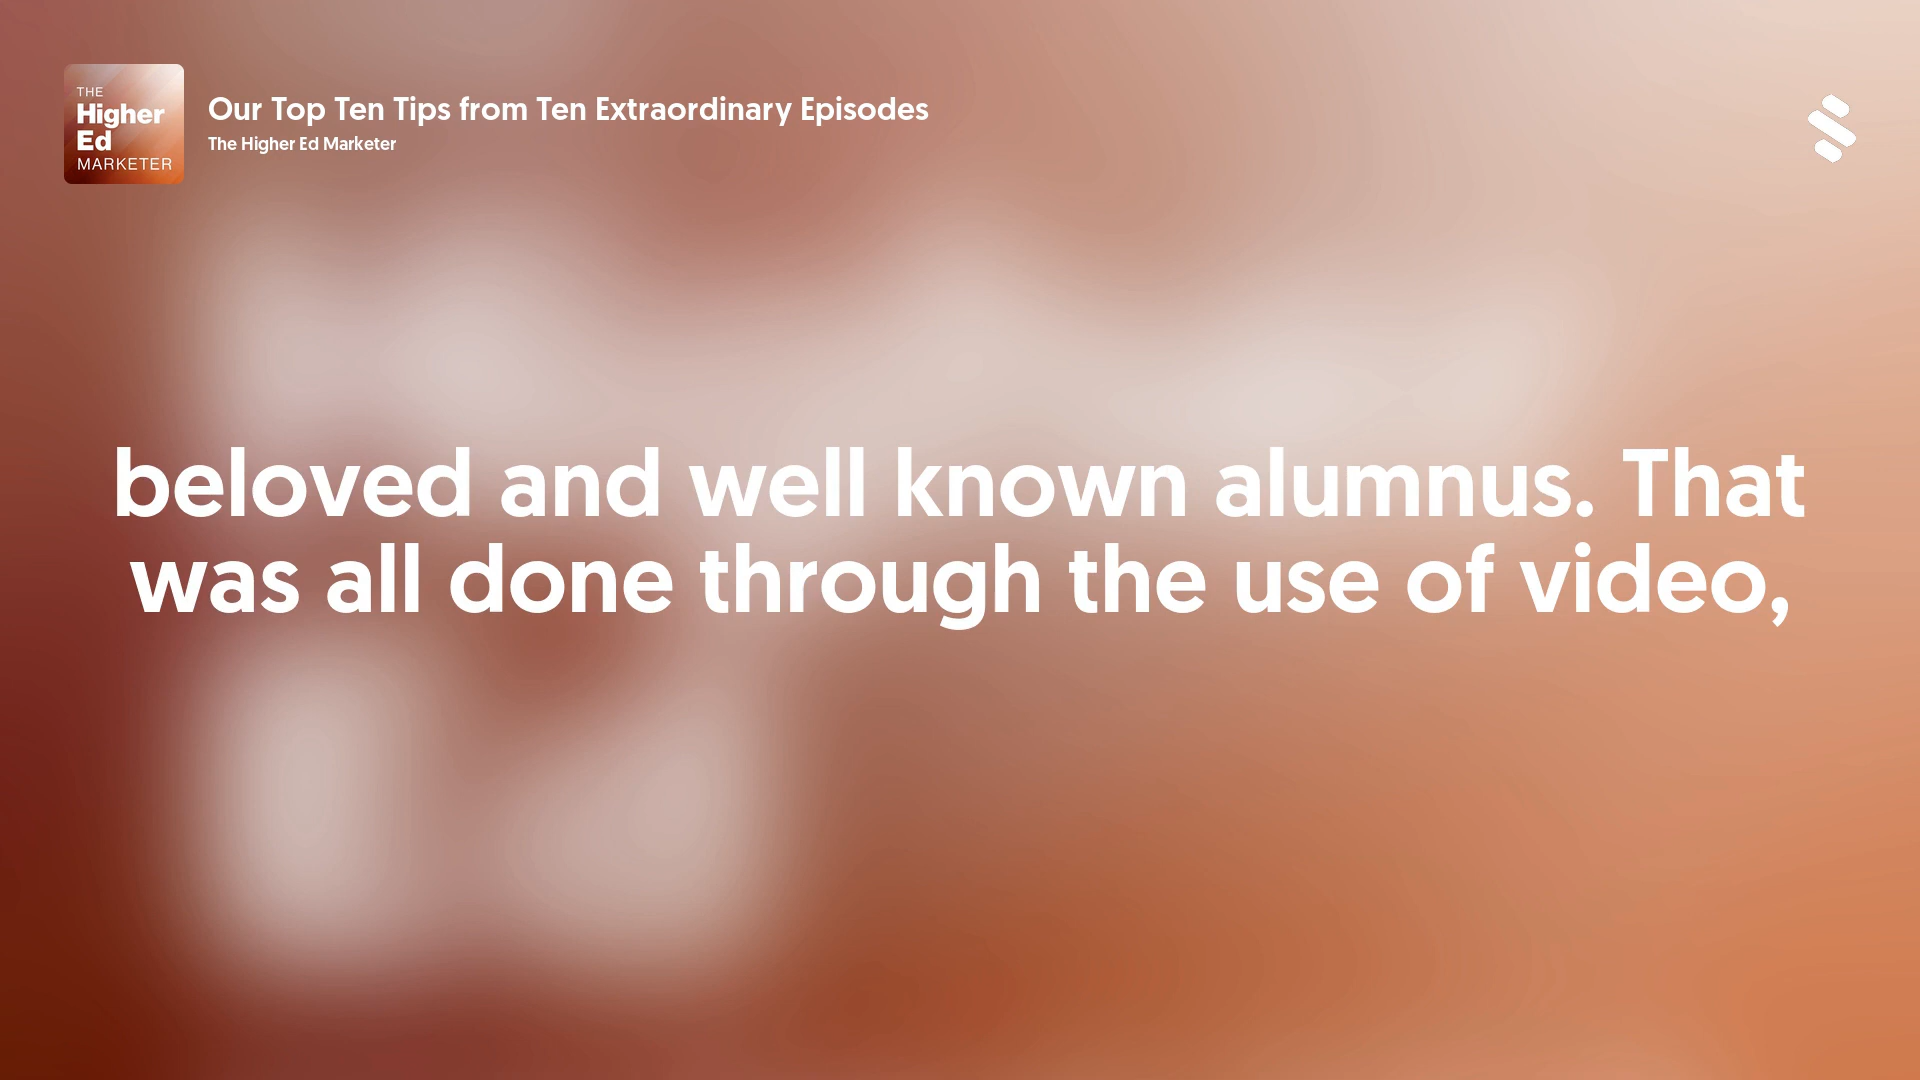 THE
Higher
Ed
MARKETER
Our Top Ten Tips from Ten Extraordinary Episodes
The Higher Ed Marketer
beloved and well known alumnus. That
was all done through the use of video,